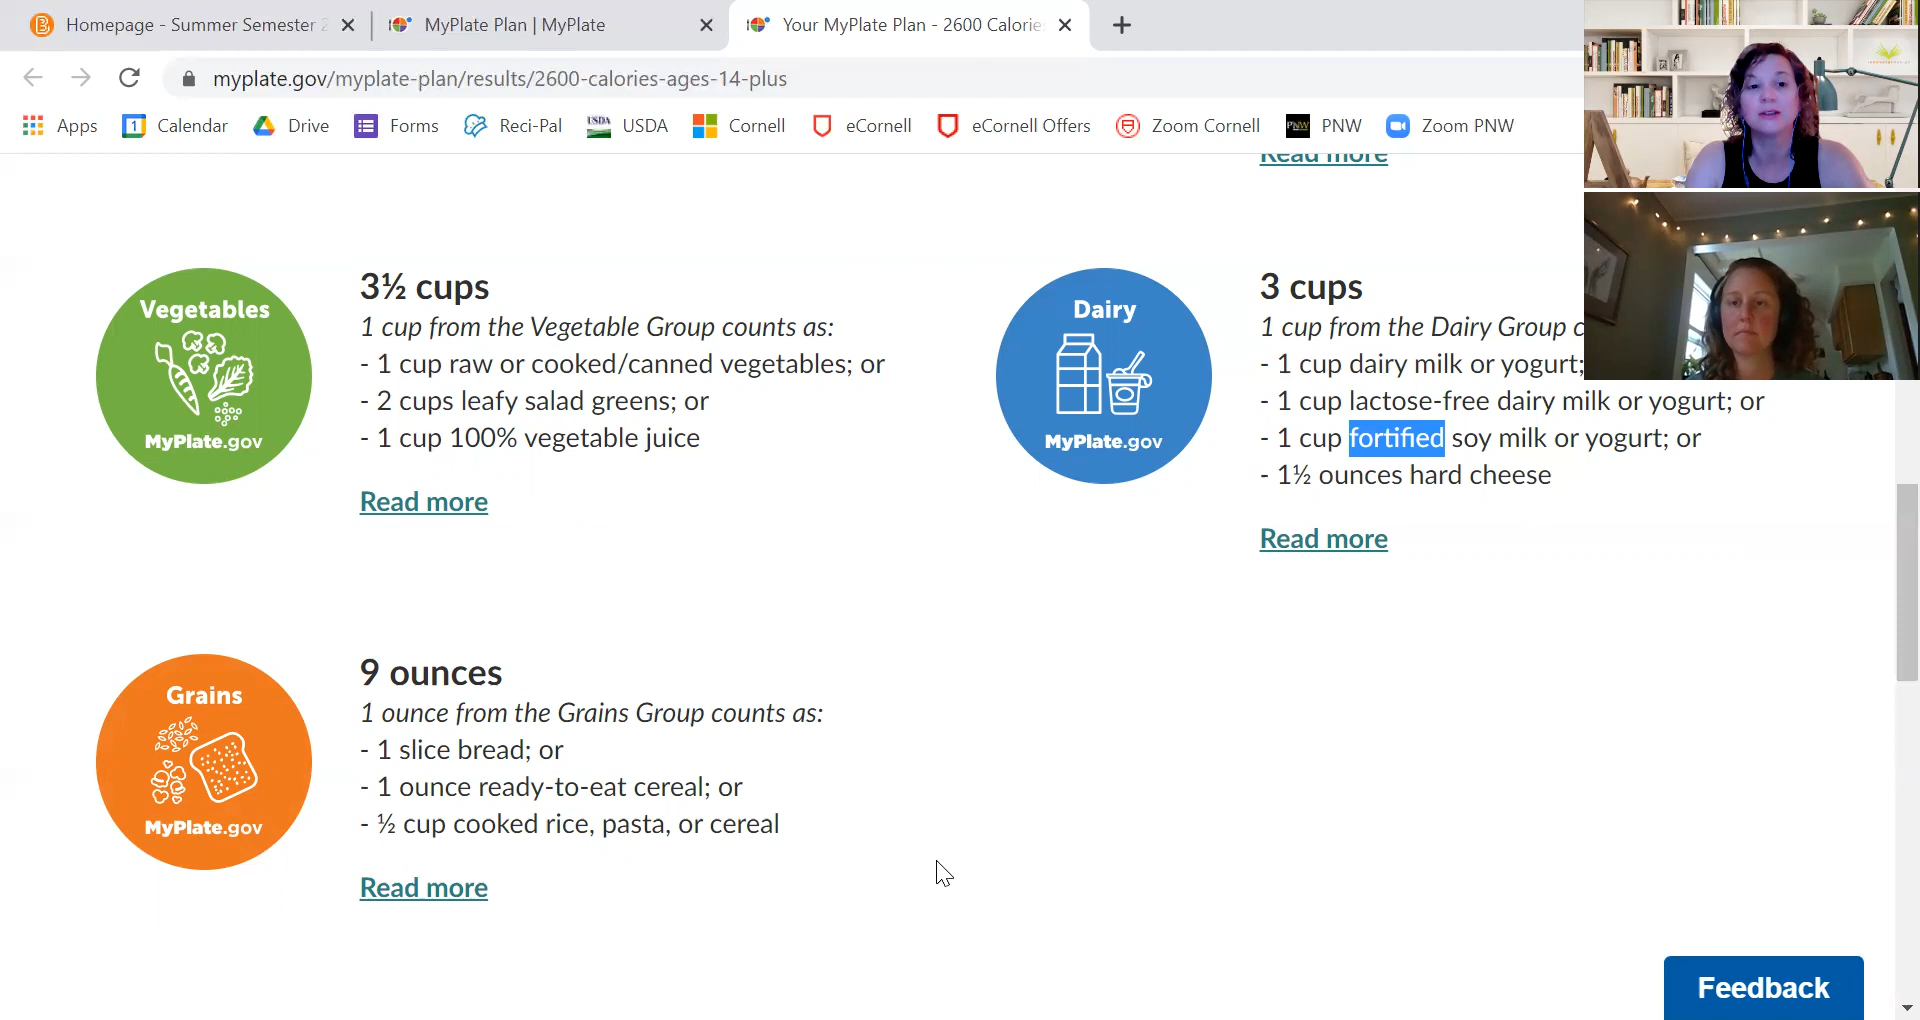 Homepage - Summer Semester 2
MyPlate Plan | MyPlate
Your MyPlate Plan - 2600 Calorie
myplate.gov/myplate-plan/results/2600-calories-ages-14-plus
Apps
1 Calendar
Drive
Forms
Reci-Pal
USDA USDA
Cornell
eCornell
eCornell Offers
Zoom Cornell
PNW PNW
Zoom PNW
Read more
Vegetables
MyPlate.gov
3½ cups
1 cup from the Vegetable Group counts as:
- 1 cup raw or cooked/canned vegetables; or
- 2 cups leafy salad greens; or
- 1 cup 100% vegetable juice
Read more
Dairy
MyPlate.gov
3 cups
1 cup from the Dairy Group c
- 1 cup dairy milk or yogurt;
- 1 cup lactose-free dairy milk or yogurt; or
- 1 cup fortified soy milk or yogurt; or
- 1½ ounces hard cheese
Read more
Grains
MyPlate.gov
9 ounces
1 ounce from the Grains Group counts as:
- 1 slice bread; or
- 1 ounce ready-to-eat cereal; or
- ½ cup cooked rice, pasta, or cereal
Read more
Feedback